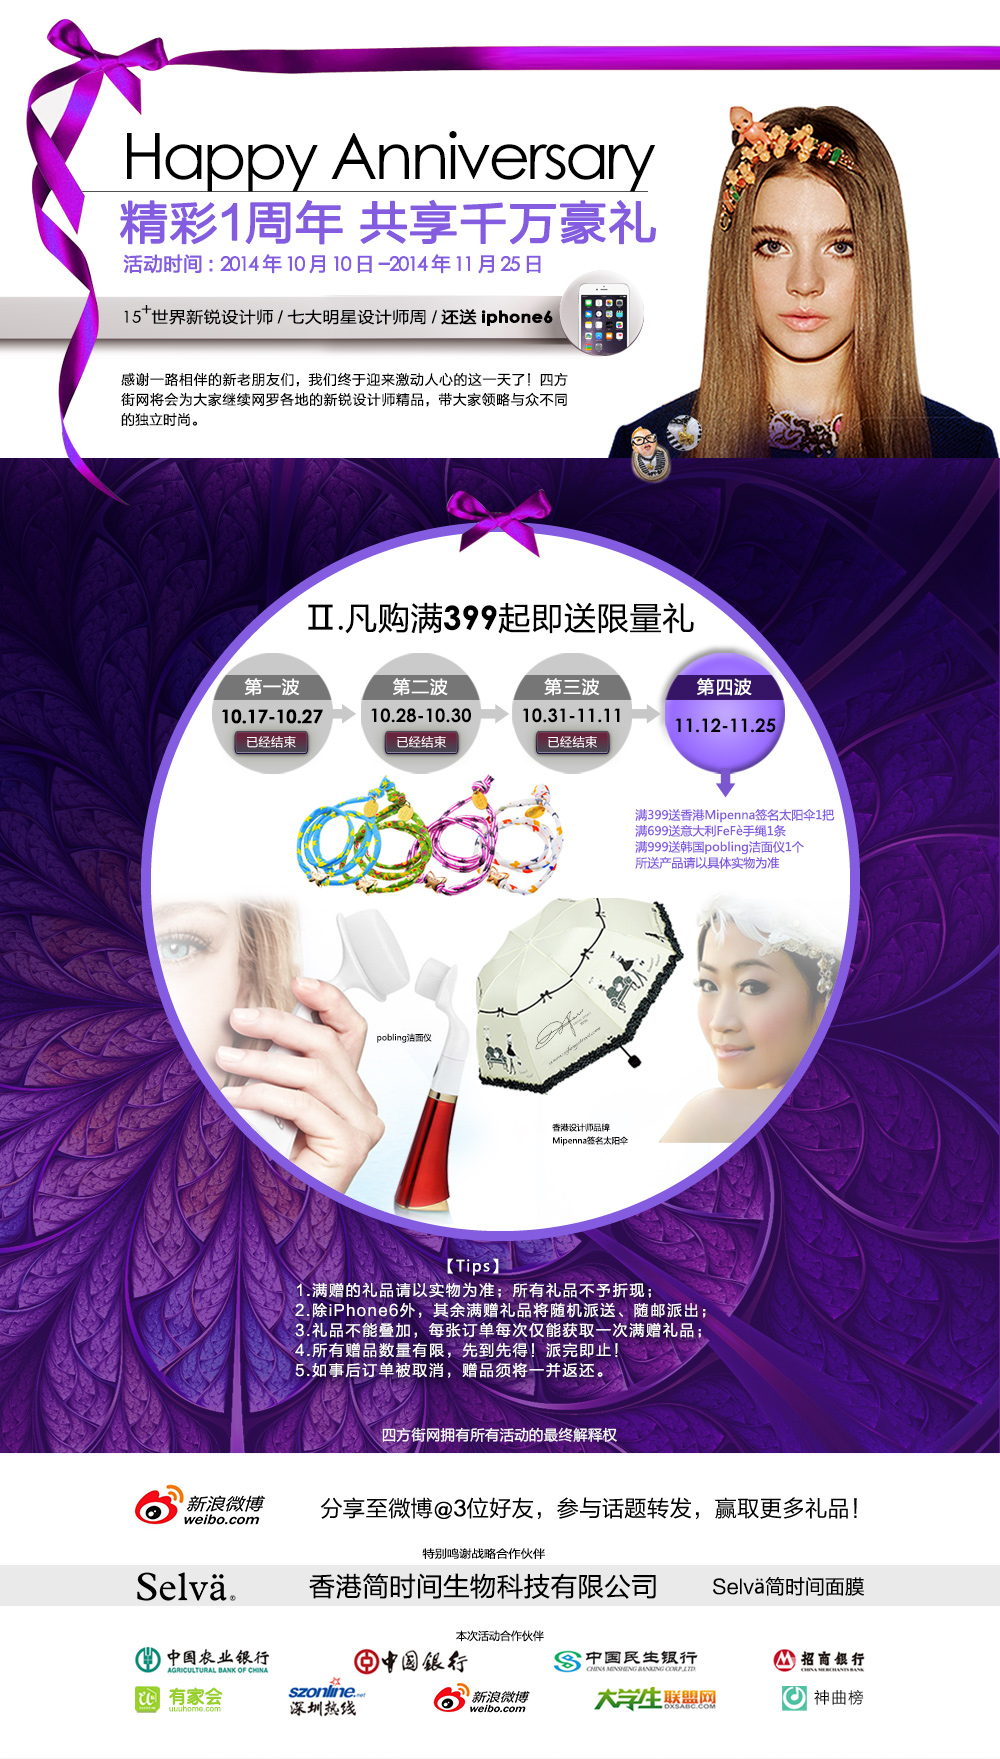 Happy Anniversary
精彩1周年 共享千万豪礼
活动时间：2014年10月10日-2014年11月25日
15+世界新锐设计师 / 七大明星设计师周 / 还送 iphone6
感谢一路相伴的新老朋友们，我们终于迎来激动人心的这一天了！四方
街网将会为大家继续网罗各地的新锐设计师精品，带大家领略与众不同
的独立时尚。
Ⅱ.凡购满399起即送限量礼
第一波
10.17-10.27
已经结束
第二波
10.28-10.30
已经结束
第三波
10.31-11.11
已经结束
第四波
11.12-11.25
满399送香港Mipenna签名太阳伞1把
满699送意大利FeFè手绳1条
满999送韩国pobling洁面仪1个
所送产品请以具体实物为准
pobling洁面仪
香港设计师品牌
Mipenna签名太阳伞
【Tips】
1.满赠的礼品请以实物为准；所有礼品不予折现；
2.除iPhone6外，其余满赠礼品将随机派送、随邮派出；
3.礼品不能叠加，每张订单每次仅能获取一次满赠礼品；
4.所有赠品数量有限，先到先得！派完即止！
5.如事后订单被取消，赠品须将一并返还。
四方街网拥有所有活动的最终解释权
新浪微博
weibo.com
分享至微博@3位好友，参与话题转发，赢取更多礼品！
特别鸣谢战略合作伙伴
Selvä®
香港简时间生物科技有限公司
Selvä简时间面膜
本次活动合作伙伴
中国农业银行
AGRICULTURAL BANK OF CHINA
中国银行
中国民生银行
CHINA MINSHENG BANKING CORP.,LTD.
招商银行
CHINA MERCHANTS BANK
有家会
uuuhome.com
szonline.net
深圳热线
新浪微博
weibo.com
大学生联盟网
DXSABC.COM
神曲榜